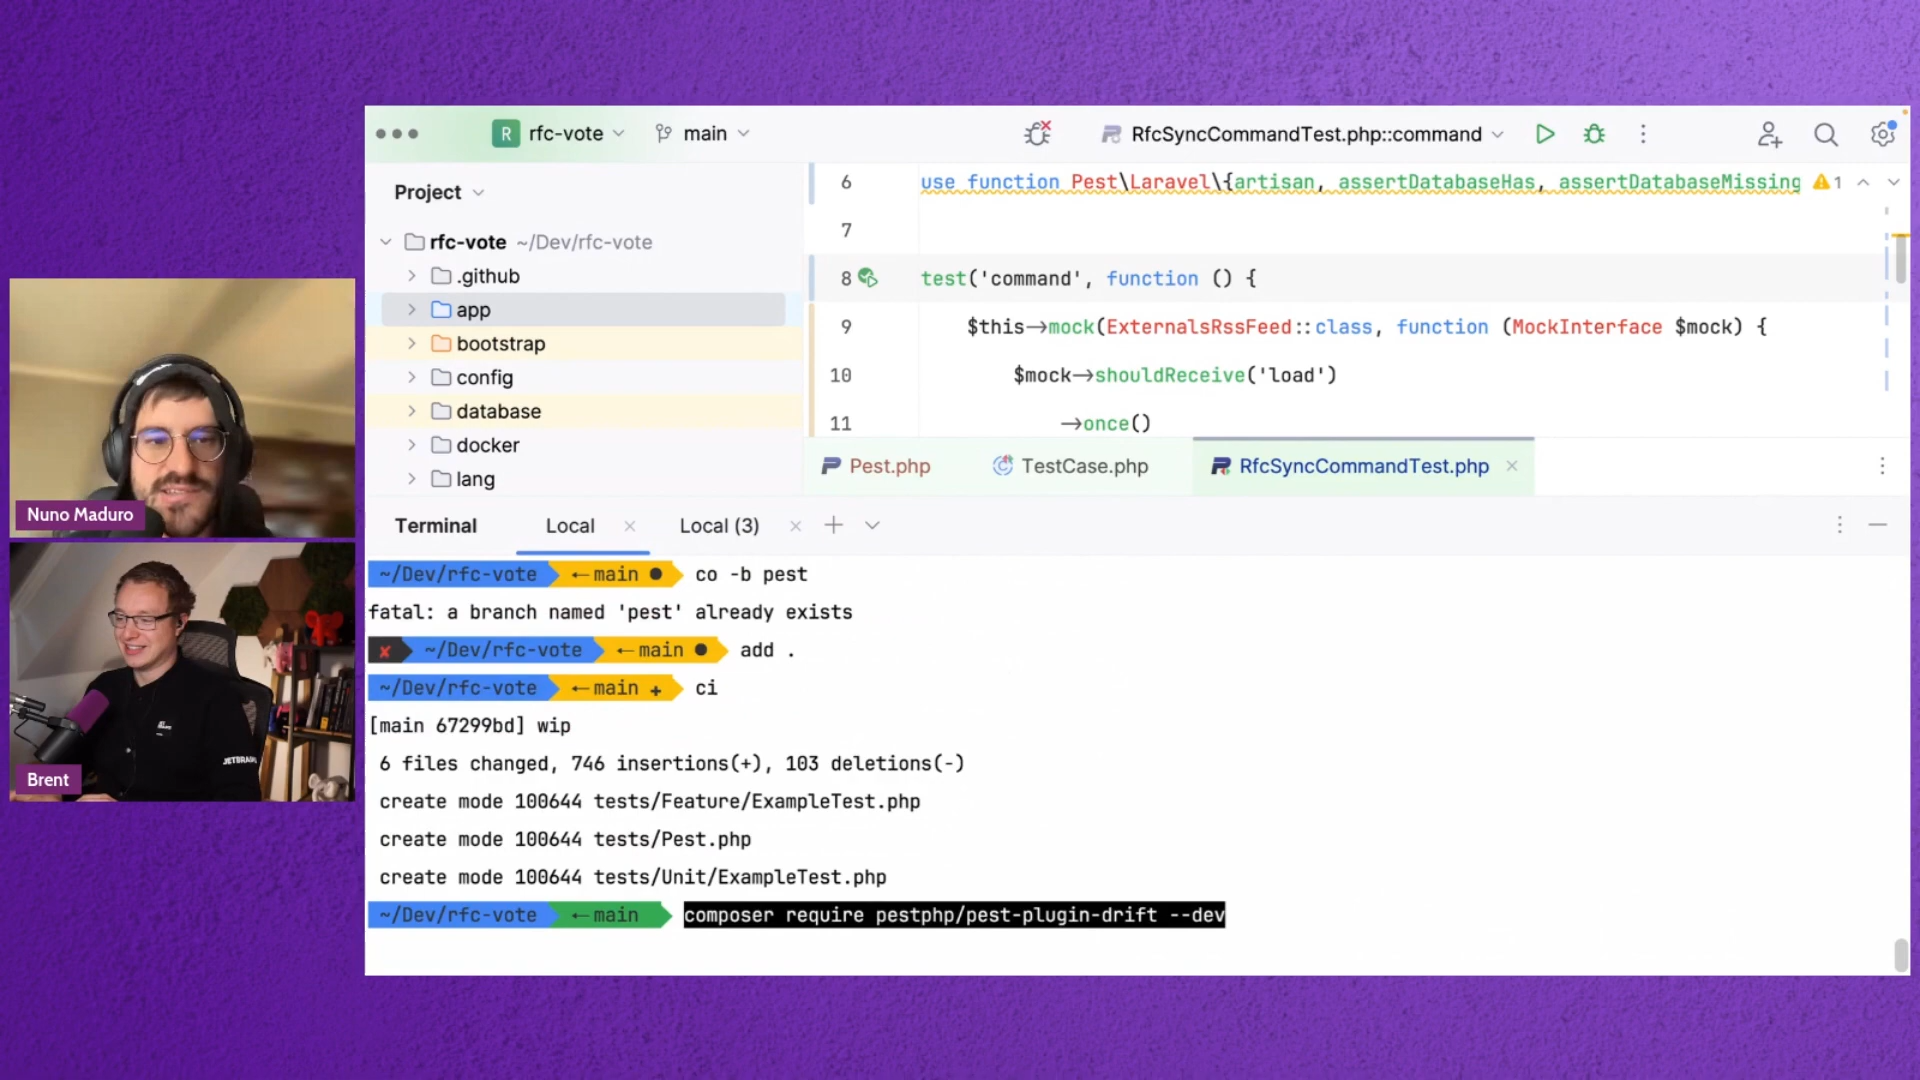 R rfc-vote main RfcSyncCommandTest.php::command
Project
rfc-vote ~/Dev/rfc-vote
.github
app
bootstrap
config
database
docker
lang
6 use function Pest\Laravel\{artisan, assertDatabaseHas, assertDatabaseMissing 1
7
8 test('command', function () {
9 $this→mock(ExternalsRssFeed::class, function (MockInterface $mock) {
10 $mock→shouldReceive('load')
11 →once()
Pest.php TestCase.php RfcSyncCommandTest.php
Terminal Local Local (3)
~/Dev/rfc-vote ←main ● co -b pest
fatal: a branch named 'pest' already exists
✘ ~/Dev/rfc-vote ←main ● add .
~/Dev/rfc-vote ←main + ci
[main 67299bd] wip
6 files changed, 746 insertions(+), 103 deletions(-)
create mode 100644 tests/Feature/ExampleTest.php
create mode 100644 tests/Pest.php
create mode 100644 tests/Unit/ExampleTest.php
~/Dev/rfc-vote ←main composer require pestphp/pest-plugin-drift --dev
Nuno Maduro
Brent